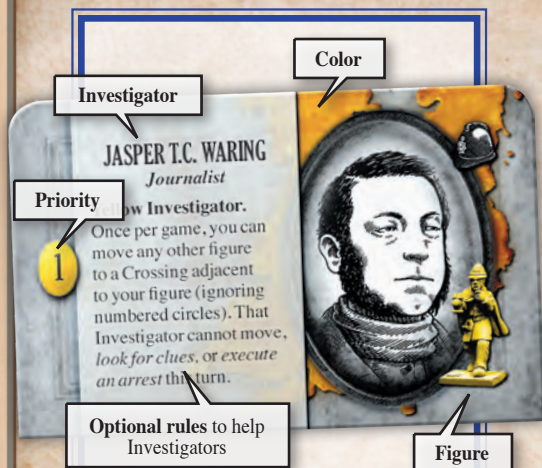 Color
Investigator
JASPER T.C. WARING
Journalist
Priority
low Investigator.
1
Once per game, you can
move any other figure
to a Crossing adjacent
to your figure (ignoring
numbered circles). That
Investigator cannot move,
look for clues, or execute
an arrest this turn.
Optional rules to help
Investigators
Figure